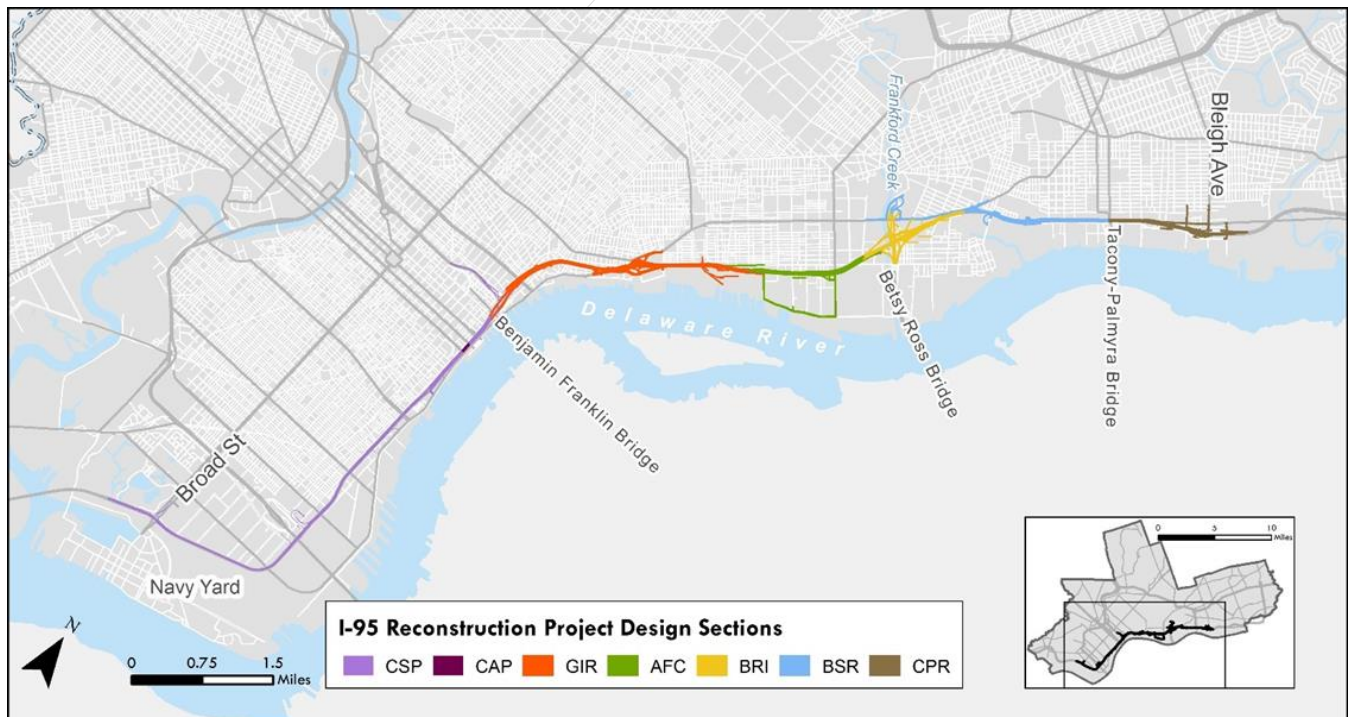 Frankford Creek
Bleigh Ave
Tacony-Palmyra Bridge
Betsy Ross Bridge
Delaware River
Benjamin Franklin Bridge
Broad St
Navy Yard
N
0 0.75 1.5
Miles
I-95 Reconstruction Project Design Sections
CSP CAP GIR AFC BRI BSR CPR
0 5 10
Miles